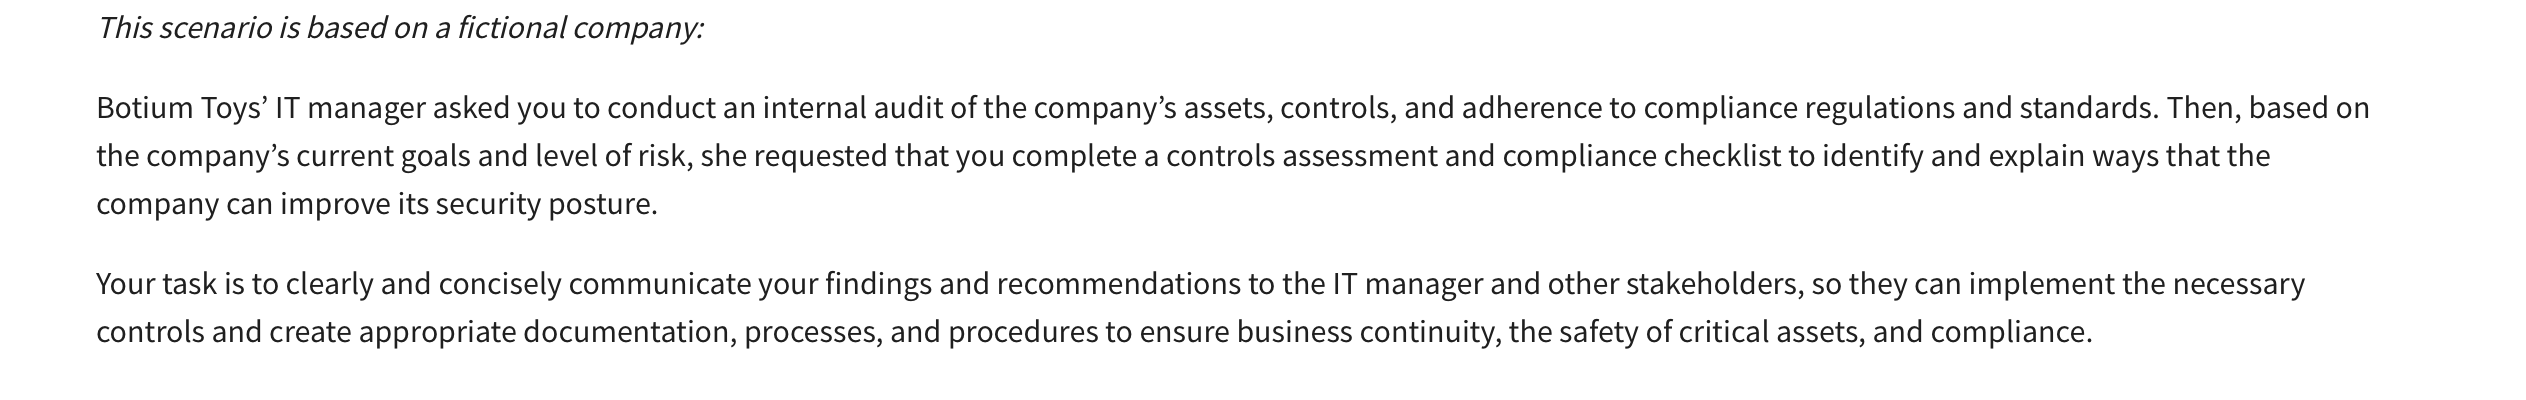 This scenario is based on a fictional company:
Botium Toys’ IT manager asked you to conduct an internal audit of the company’s assets, controls, and adherence to compliance regulations and standards. Then, based on
the company’s current goals and level of risk, she requested that you complete a controls assessment and compliance checklist to identify and explain ways that the
company can improve its security posture.
Your task is to clearly and concisely communicate your findings and recommendations to the IT manager and other stakeholders, so they can implement the necessary
controls and create appropriate documentation, processes, and procedures to ensure business continuity, the safety of critical assets, and compliance.